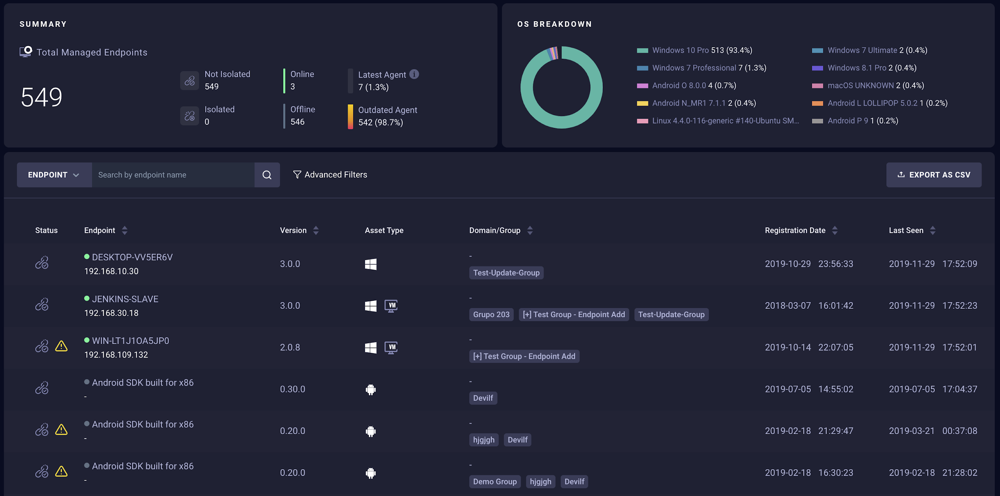 SUMMARY
Total Managed Endpoints
549
Not Isolated
549
Isolated
0
Online
3
Offline
546
Latest Agent i
7 (1.3%)
Outdated Agent
542 (98.7%)
OS BREAKDOWN
Windows 10 Pro 513 (93.4%)
Windows 7 Professional 7 (1.3%)
Android O 8.0.0 4 (0.7%)
Android N_MR1 7.1.1 2 (0.4%)
Linux 4.4.0-116-generic #140-Ubuntu SM...
Windows 7 Ultimate 2 (0.4%)
Windows 8.1 Pro 2 (0.4%)
macOS UNKNOWN 2 (0.4%)
Android L LOLLIPOP 5.0.2 1 (0.2%)
Android P 9 1 (0.2%)
ENDPOINT Search by endpoint name Advanced Filters EXPORT AS CSV
Status Endpoint Version Asset Type Domain/Group Registration Date Last Seen
DESKTOP-VV5ER6V -
192.168.10.30 3.0.0 Test-Update-Group 2019-10-29 23:56:33 2019-11-29 17:52:09
JENKINS-SLAVE -
192.168.30.18 3.0.0 VM Grupo 203 [+] Test Group - Endpoint Add Test-Update-Group 2018-03-07 16:01:42 2019-11-29 17:52:23
WIN-LT1J1OA5JP0 -
192.168.109.132 2.0.8 VM [+] Test Group - Endpoint Add 2019-10-14 22:07:05 2019-11-29 17:52:01
Android SDK built for x86 -
- 0.30.0 Devilf 2019-07-05 14:55:02 2019-07-05 17:04:37
Android SDK built for x86 -
- 0.20.0 hjgjgh Devilf 2019-02-18 21:29:47 2019-03-21 00:37:08
Android SDK built for x86 -
- 0.20.0 Demo Group hjgjgh Devilf 2019-02-18 16:30:23 2019-02-18 21:28:02